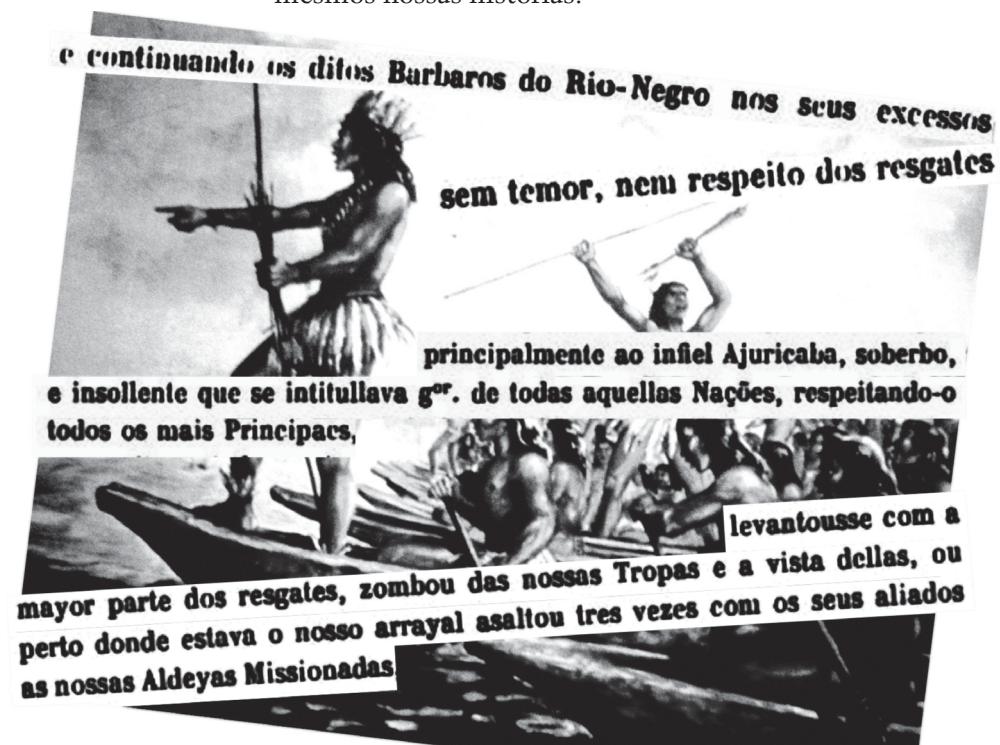 mesmos nossas histórias.
e continuando os ditos Barbaros do Rio-Negro nos seus excessos
sem temor, nem respeito dos resgates
principalmente ao infiel Ajuricaba, soberbo,
e insollente que se intitullava gᵒʳ. de todas aquellas Nações, respeitando-o
todos os mais Principaes,
levantousse com a
mayor parte dos resgates, zombou das nossas Tropas e a vista dellas, ou
perto donde estava o nosso arrayal asaltou tres vezes com os seus aliados
as nossas Aldeyas Missionadas